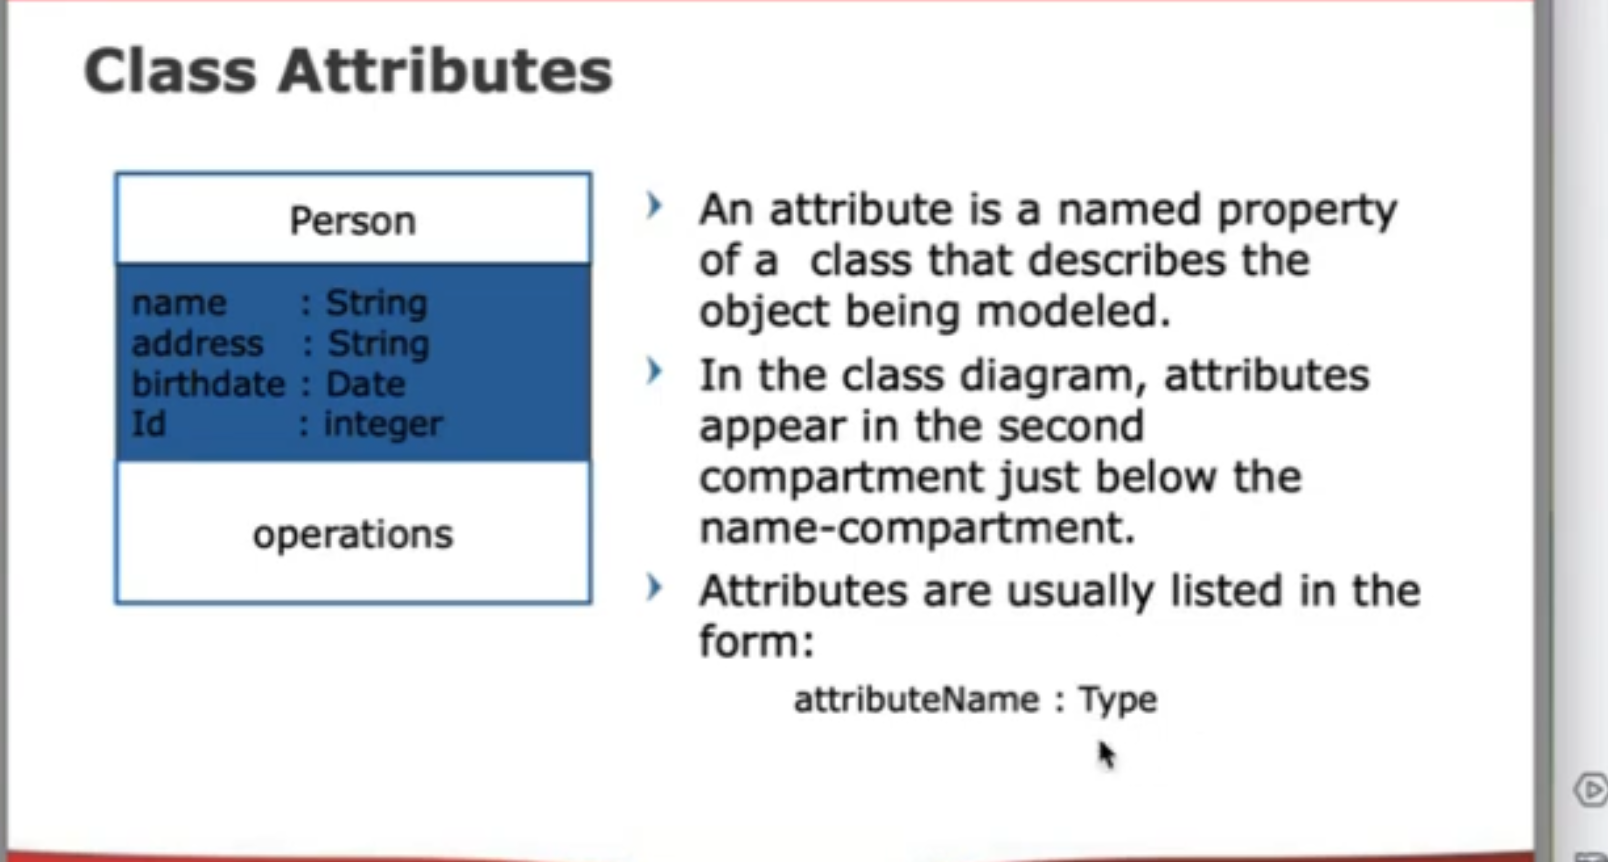 Class Attributes
Person
name : String
address : String
birthdate : Date
Id : integer
operations
An attribute is a named property
of a class that describes the
object being modeled.
In the class diagram, attributes
appear in the second
compartment just below the
name-compartment.
Attributes are usually listed in the
form:
attributeName : Type